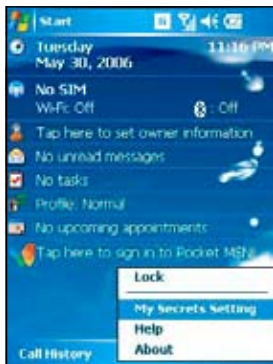 Start
Tuesday
11:16 PM
May 30, 2006
No SIM
Wi-Fi: Off
: Off
Tap here to set owner information
No unread messages
No tasks
Profile: Normal
No upcoming appointments
Tap here to sign in to Pocket MSN!
Lock
My Secrets Setting
Help
About
Call History